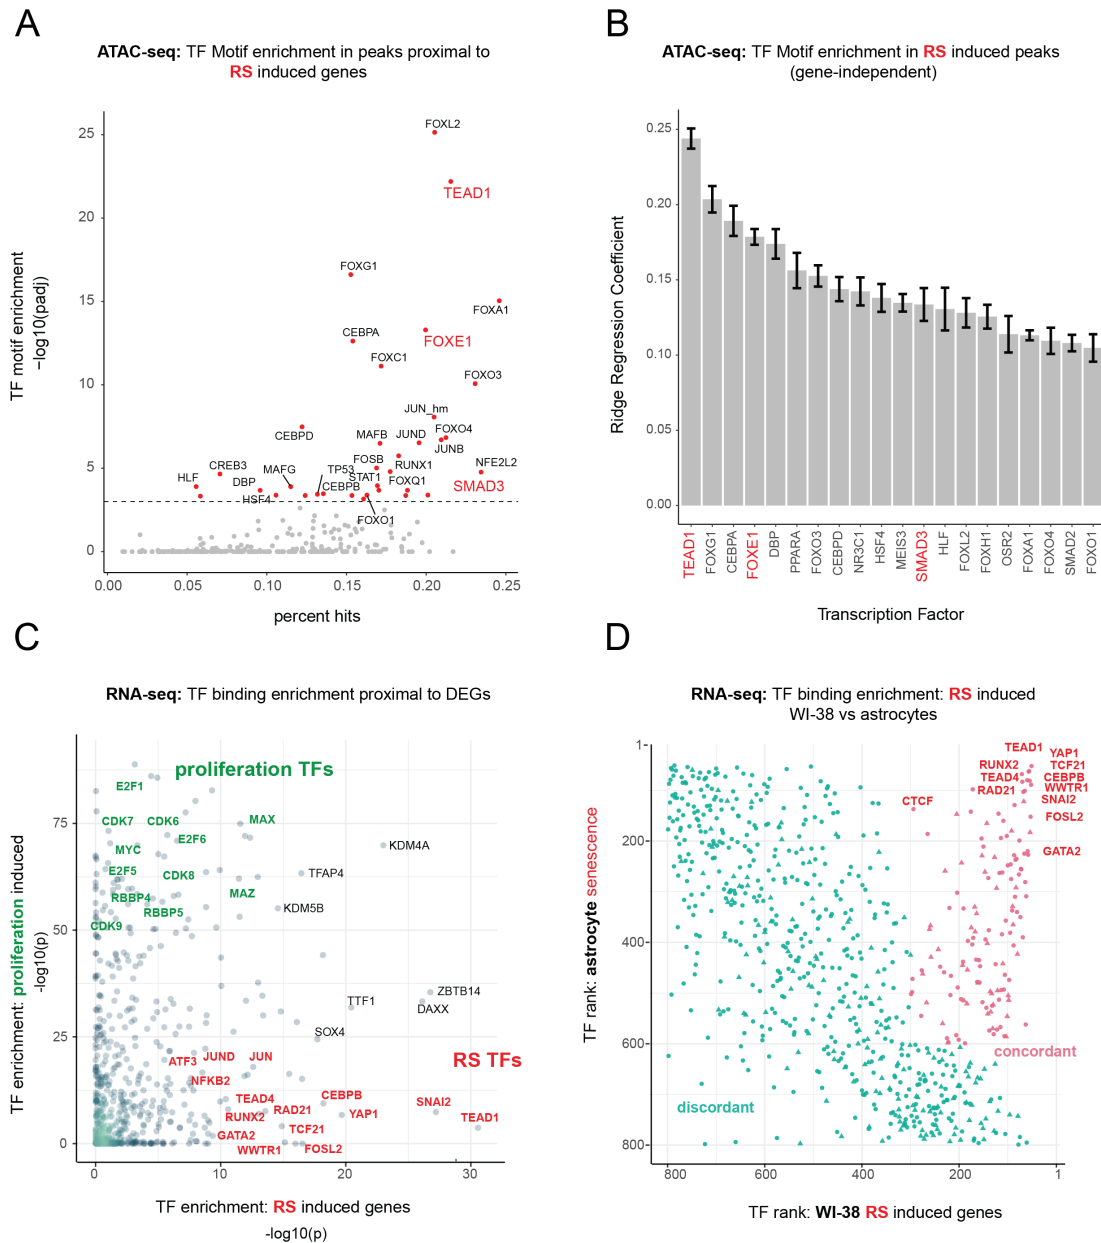 A
ATAC-seq: TF Motif enrichment in peaks proximal to
RS induced genes
TF motif enrichment
−log10(padj)
25
20
15
10
5
0
FOXL2
TEAD1
FOXG1
FOXA1
CEBPA
FOXE1
FOXC1
FOXO3
JUN_hm
CEBPD
MAFB
JUND
FOXO4
JUNB
FOSB
RUNX1
NFE2L2
CREB3
HLF
DBP
MAFG
TP53
STAT1
FOXQ1
SMAD3
CEBPB
HSF4
FOXO1
0.00
0.05
0.10
0.15
0.20
0.25
percent hits
B
ATAC-seq: TF Motif enrichment in RS induced peaks
(gene-independent)
Ridge Regression Coefficient
0.25
0.20
0.15
0.10
0.05
0.00
TEAD1
FOXG1
CEBPA
FOXE1
DBP
PPARA
FOXO3
CEBPD
NR3C1
HSF4
MEIS3
SMAD3
HLF
FOXL2
FOXH1
OSR2
FOXA1
FOXO4
SMAD2
FOXO1
Transcription Factor
C
RNA-seq: TF binding enrichment proximal to DEGs
TF enrichment: proliferation induced
-log10(p)
75
50
25
0
proliferation TFs
E2F1
CDK7
CDK6
MAX
E2F6
MYC
KDM4A
E2F5
CDK8
TFAP4
RBBP4
MAZ
RBBP5
KDM5B
CDK9
ZBTB14
TTF1
DAXX
SOX4
RS TFs
ATF3
JUND
JUN
NFKB2
TEAD4
CEBPB
SNAI2
RUNX2
RAD21
YAP1
TEAD1
GATA2
TCF21
WWTR1
FOSL2
0
10
20
30
TF enrichment: RS induced genes
-log10(p)
D
RNA-seq: TF binding enrichment: RS induced
WI-38 vs astrocytes
TF rank: astrocyte senescence
1
200
400
600
800
TEAD1
YAP1
RUNX2
TCF21
TEAD4
CEBPB
RAD21
WWTR1
CTCF
SNAI2
FOSL2
GATA2
concordant
discordant
800
600
400
200
1
TF rank: WI-38 RS induced genes